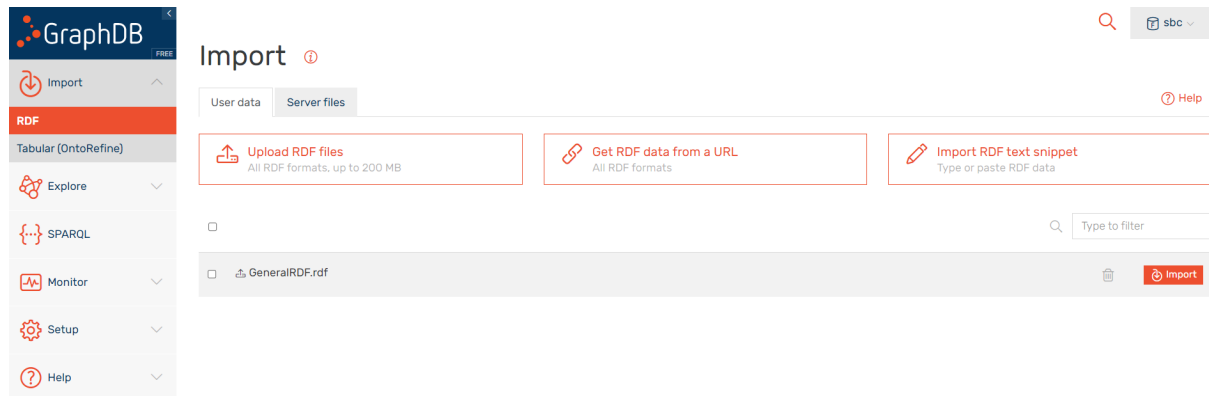 GraphDB
FREE
Import
RDF
Tabular (OntoRefine)
Explore
SPARQL
Monitor
Setup
Help
sbc
Import
User data
Server files
Help
Upload RDF files
All RDF formats, up to 200 MB
Get RDF data from a URL
All RDF formats
Import RDF text snippet
Type or paste RDF data
Type to filter
GeneralRDF.rdf
Import